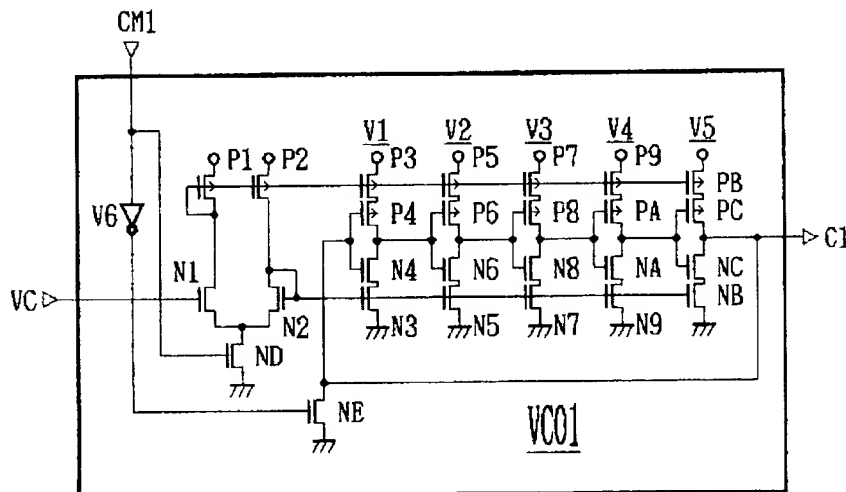 CM1
V1 V2 V3 V4 V5
P1 P2 P3 P5 P7 P9 PB
P4 P6 P8 PA PC
V6
C1
N1 N4 N6 N8 NA NC
VC
N2 N3 N5 N7 N9 NB
ND
NE
VCO1